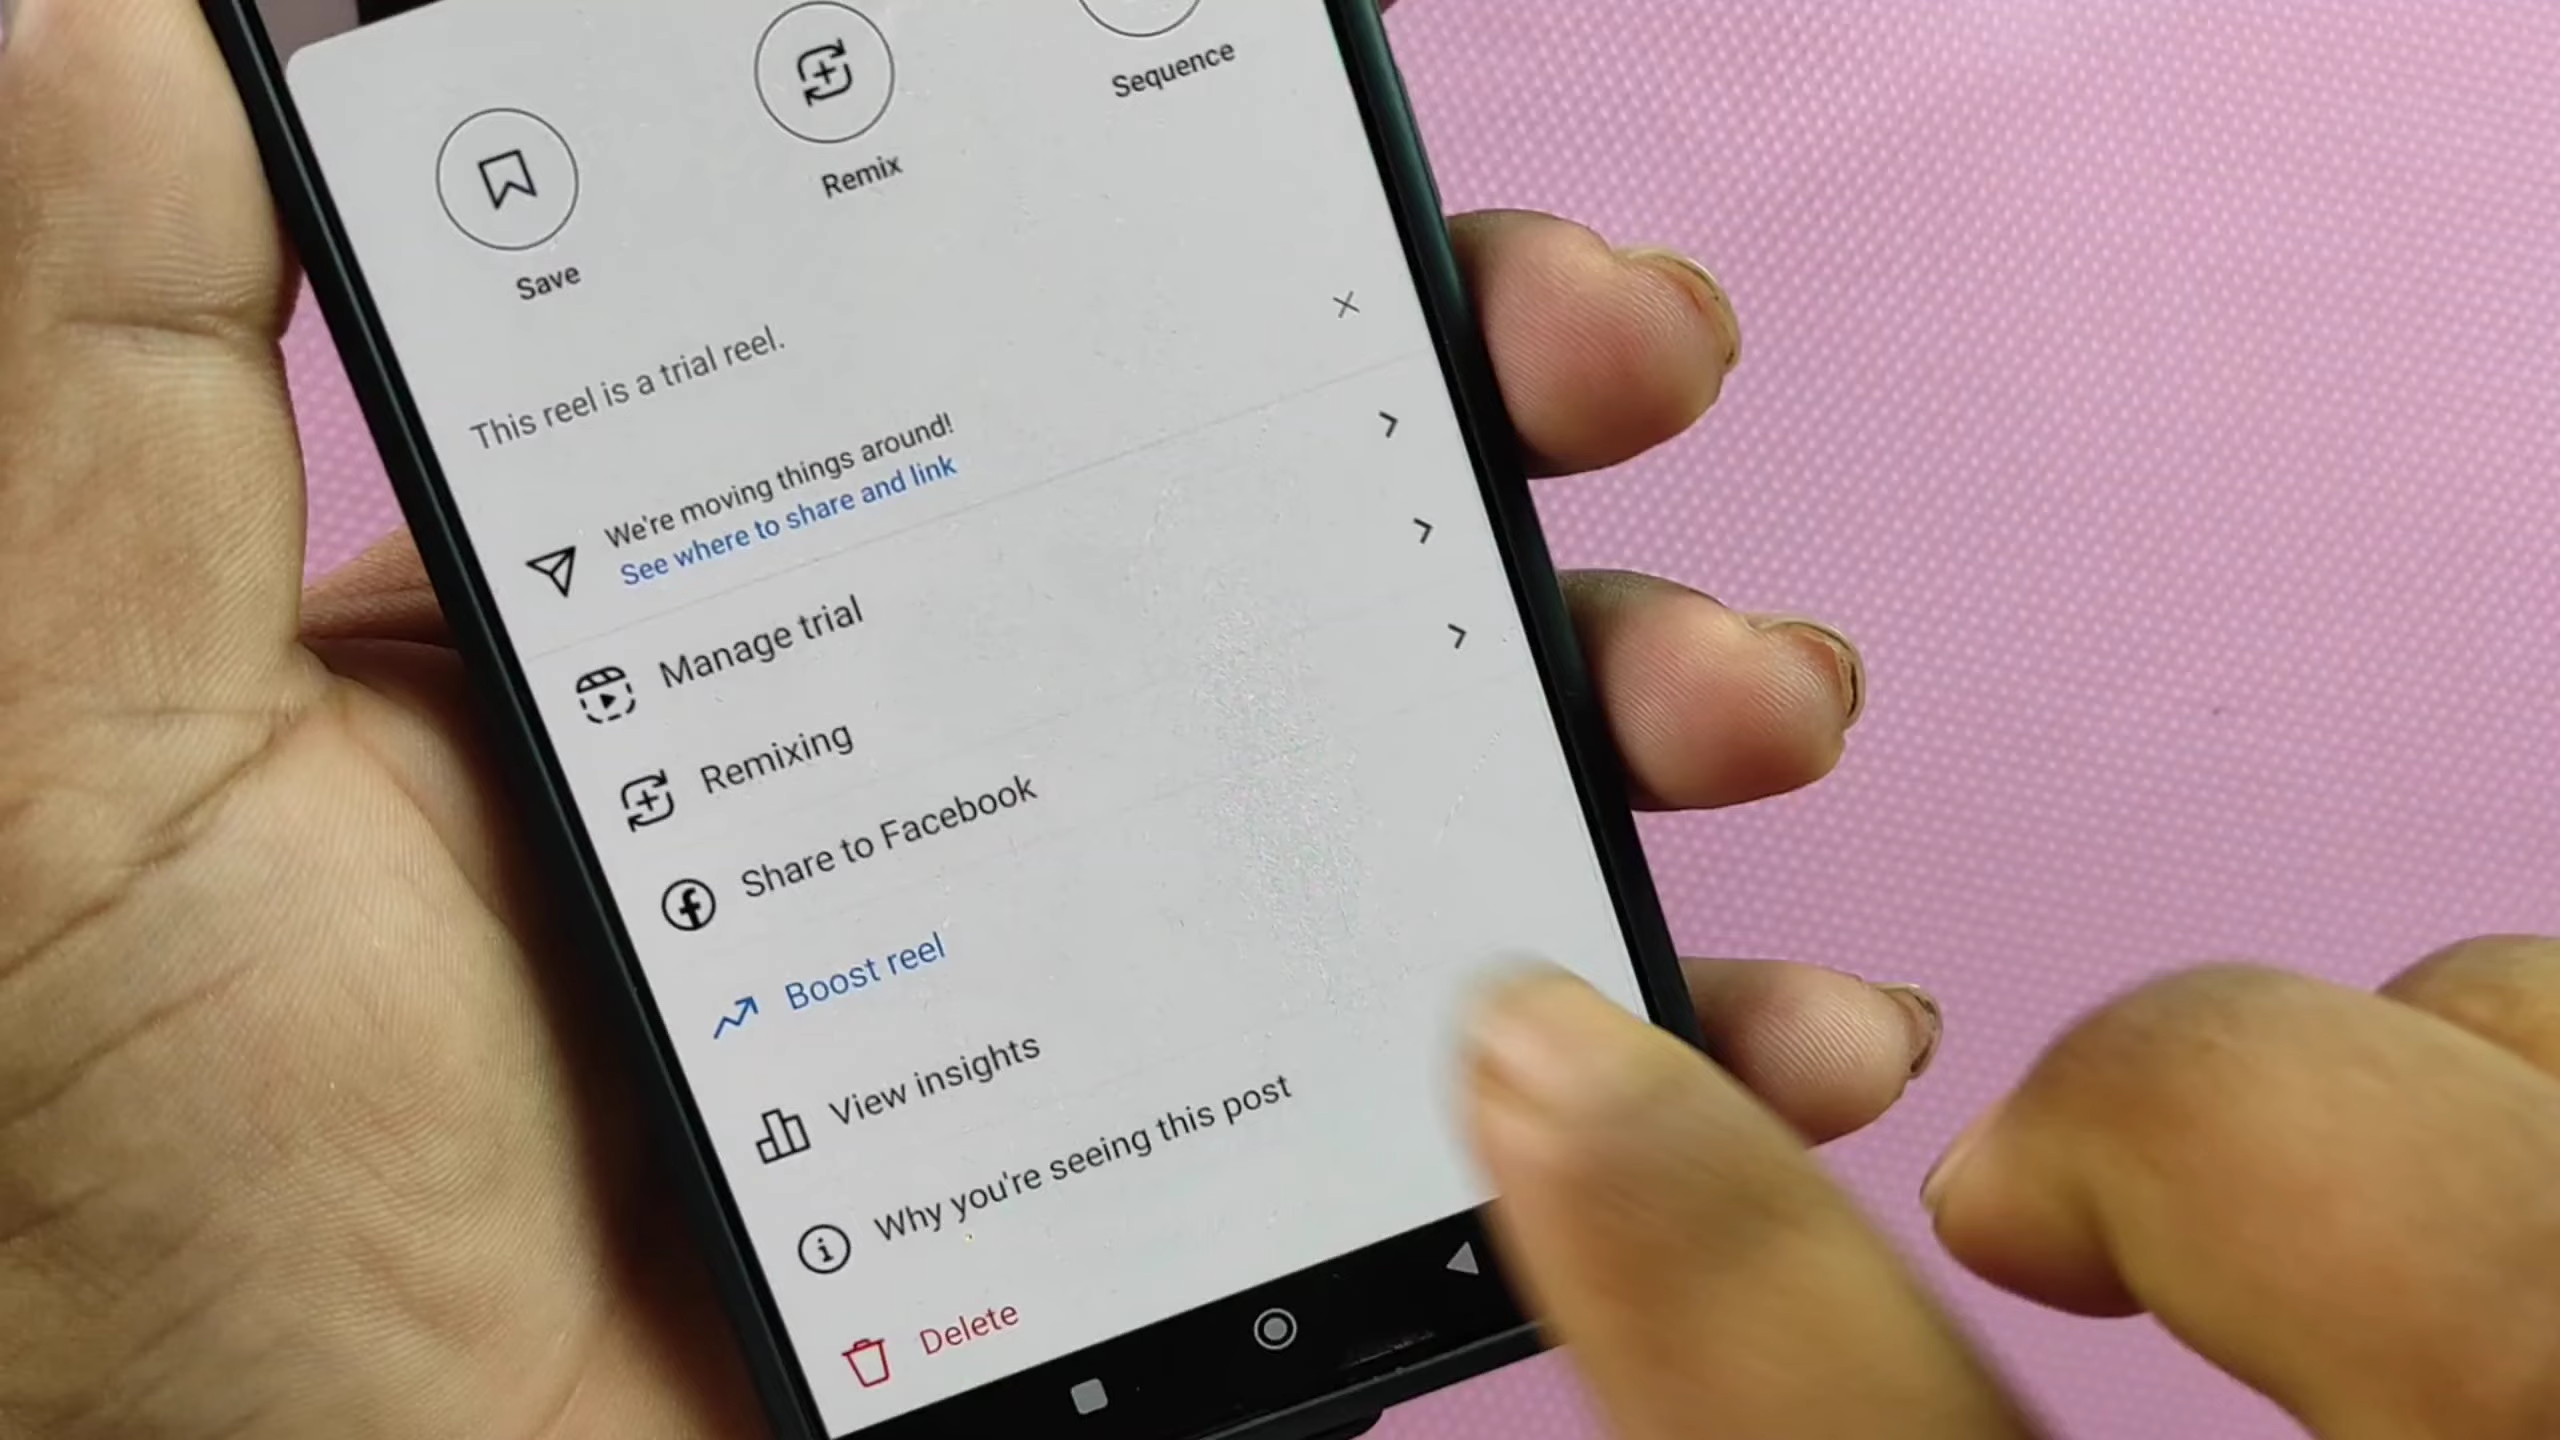 Save
Remix
Sequence
This reel is a trial reel.
We're moving things around!
See where to share and link
Manage trial
Remixing
Share to Facebook
Boost reel
View insights
Why you're seeing this post
Delete